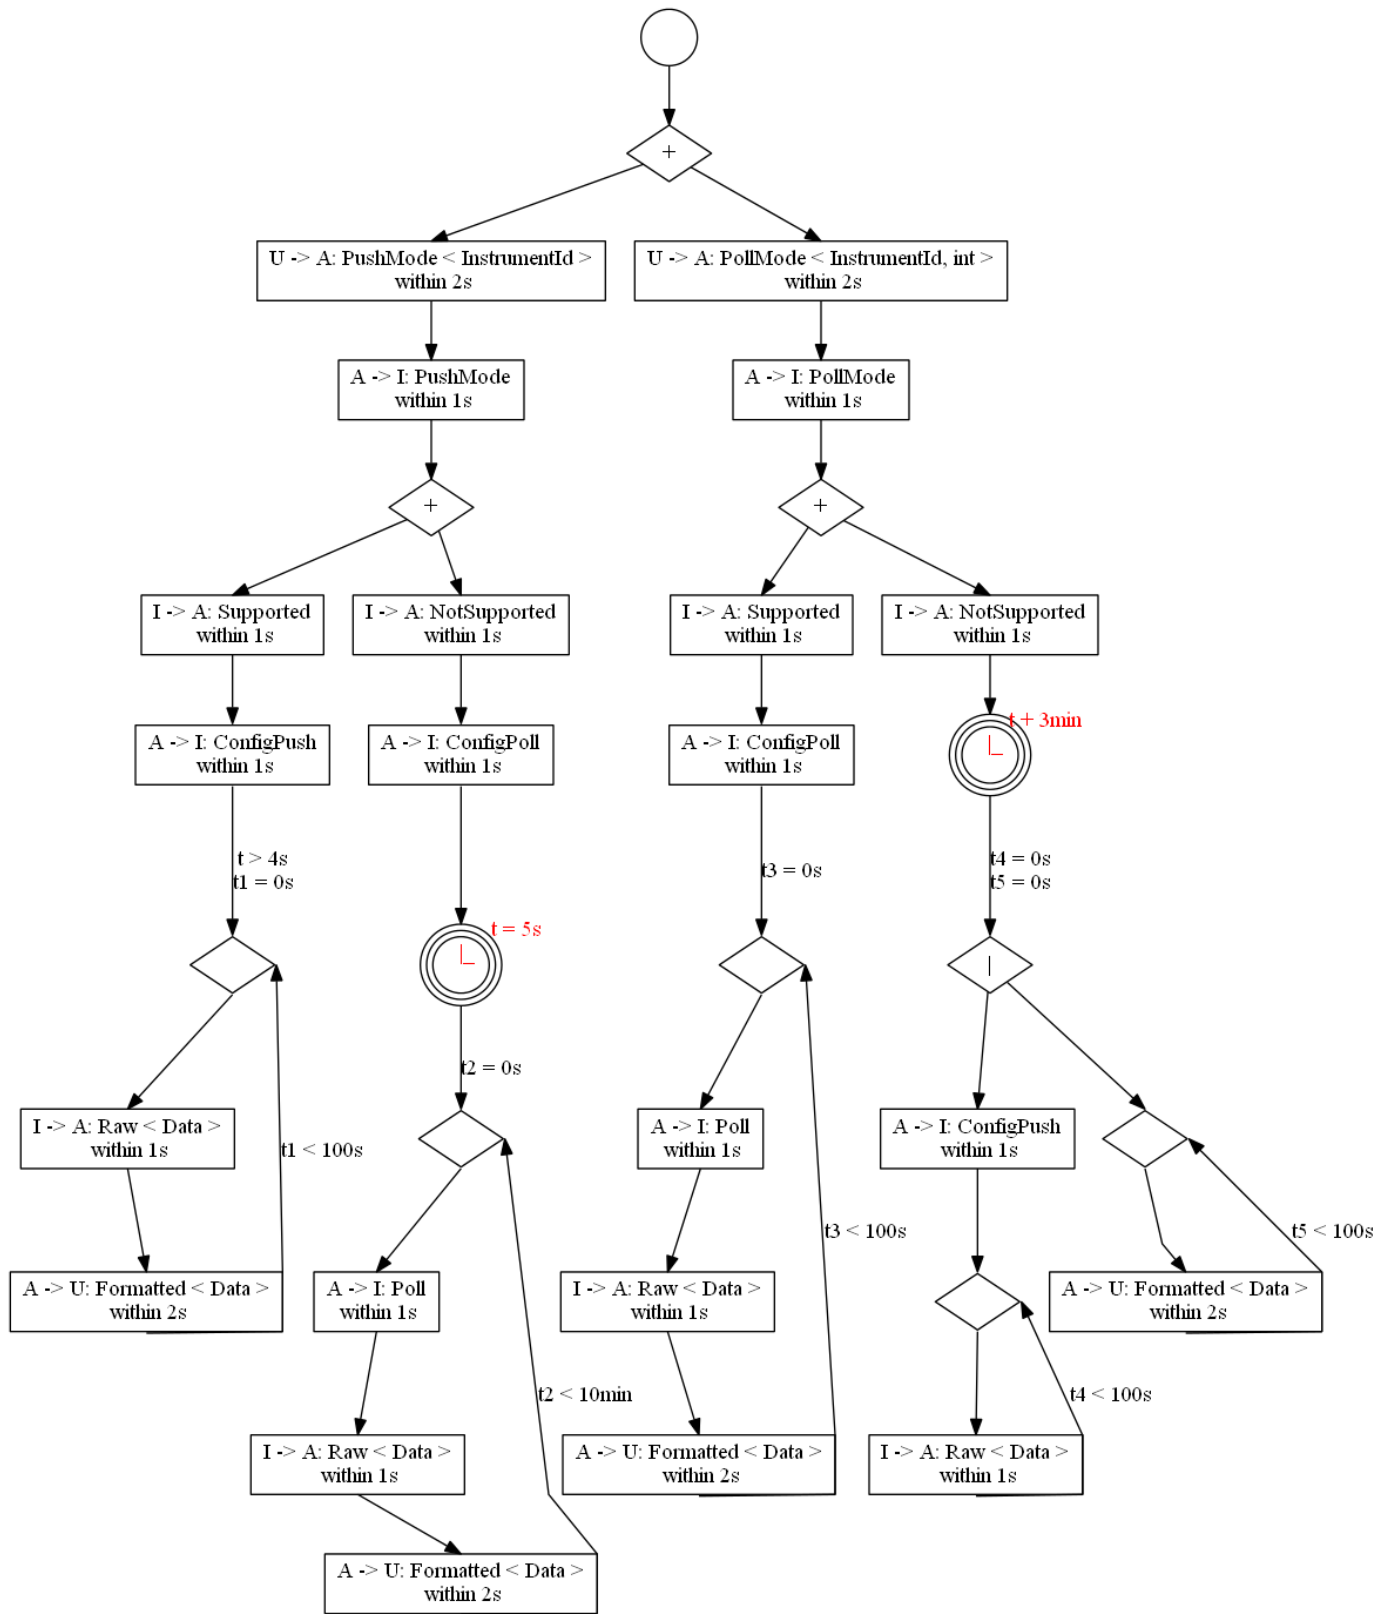 +
U -> A: PushMode < InstrumentId >
within 2s
U -> A: PollMode < InstrumentId, int >
within 2s
A -> I: PushMode
within 1s
A -> I: PollMode
within 1s
+
+
I -> A: Supported
within 1s
I -> A: NotSupported
within 1s
I -> A: Supported
within 1s
I -> A: NotSupported
within 1s
A -> I: ConfigPush
within 1s
A -> I: ConfigPoll
within 1s
A -> I: ConfigPoll
within 1s
t + 3min
t > 4s
t1 = 0s
t3 = 0s
t4 = 0s
t5 = 0s
t = 5s
|
t2 = 0s
I -> A: Raw < Data >
within 1s
t1 < 100s
A -> I: Poll
within 1s
A -> I: ConfigPush
within 1s
A -> U: Formatted < Data >
within 2s
A -> I: Poll
within 1s
I -> A: Raw < Data >
within 1s
t3 < 100s
A -> U: Formatted < Data >
within 2s
t5 < 100s
t2 < 10min
t4 < 100s
I -> A: Raw < Data >
within 1s
A -> U: Formatted < Data >
within 2s
I -> A: Raw < Data >
within 1s
A -> U: Formatted < Data >
within 2s